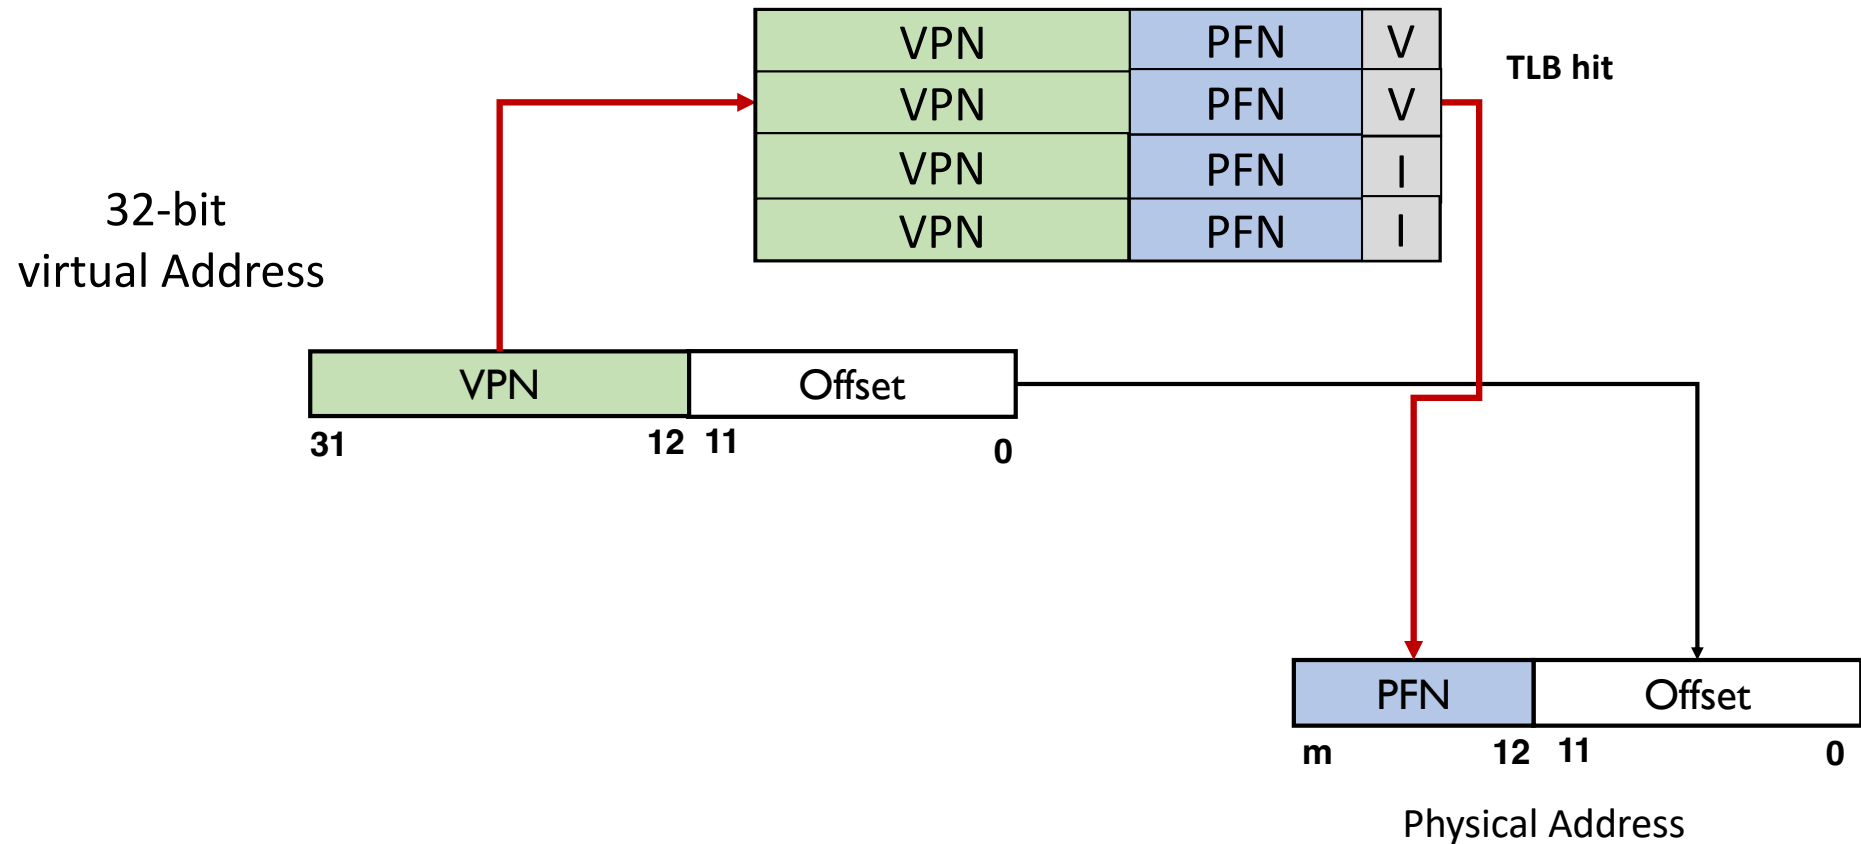 VPN PFN V
TLB hit
VPN PFN V
VPN PFN I
VPN PFN I
32-bit
virtual Address
VPN Offset
31 12 11 0
PFN Offset
m 12 11 0
Physical Address